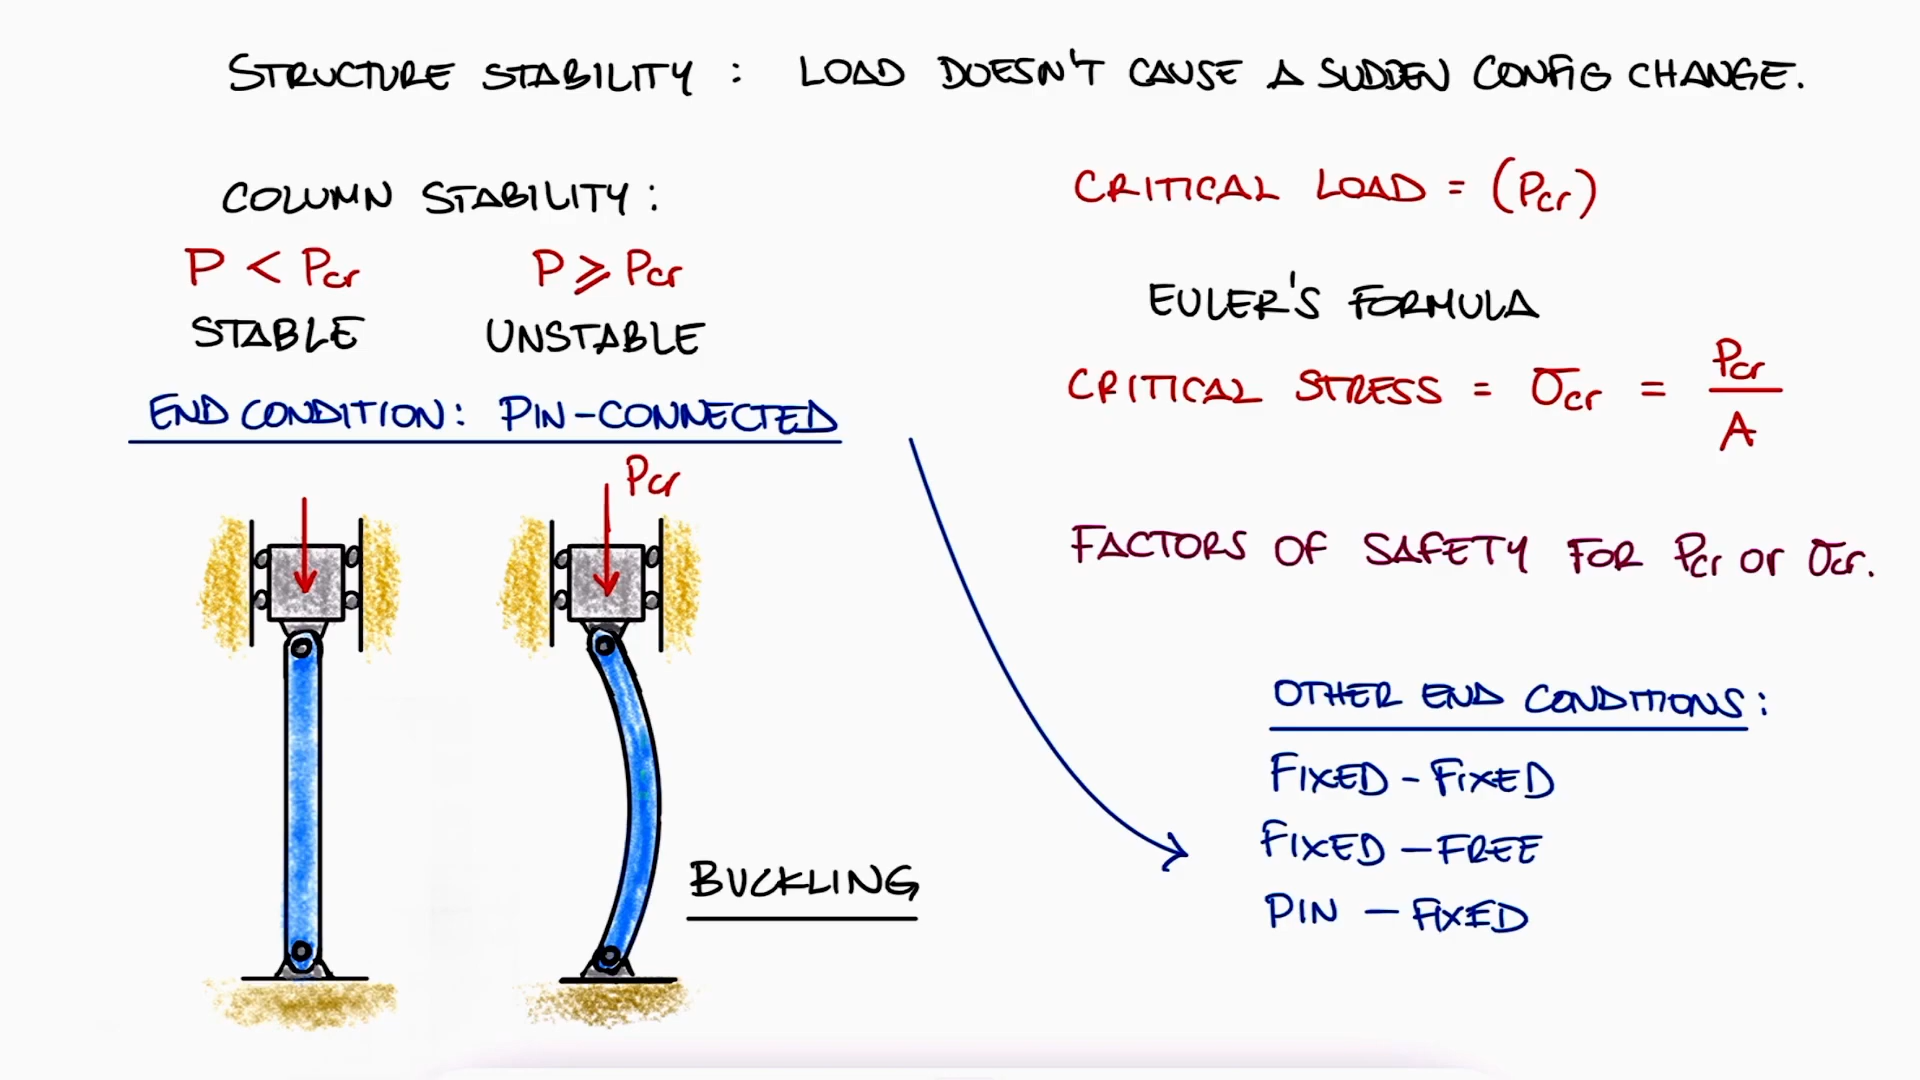 STRUCTURE STABILITY : LOAD DOESN'T CAUSE A SUDDEN CONFIG CHANGE.
COLUMN STABILITY :
P < Pcr
STABLE
P ⩾ Pcr
UNSTABLE
END CONDITION: PIN-CONNECTED
Pcr
BUCKLING
CRITICAL LOAD = (Pcr)
EULER'S FORMULA
CRITICAL STRESS = σcr = Pcr / A
FACTORS OF SAFETY FOR Pcr or σcr.
OTHER END CONDITIONS:
FIXED - FIXED
FIXED - FREE
PIN - FIXED